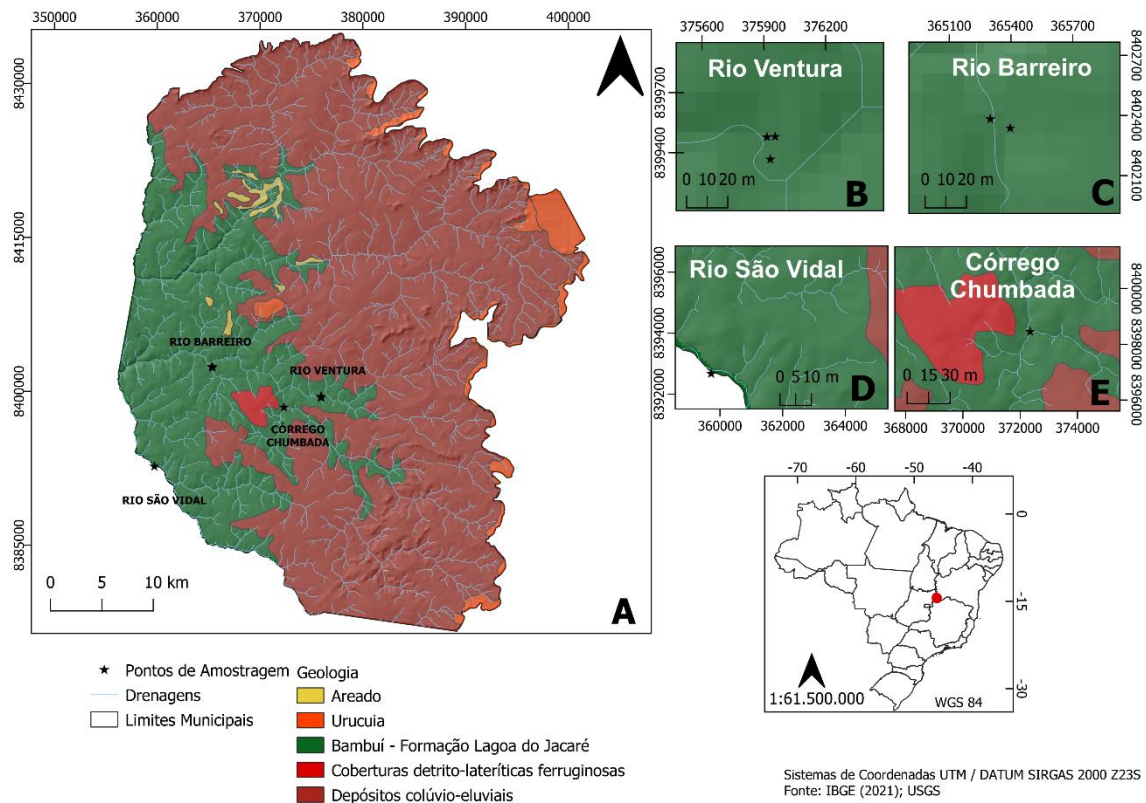 350000 360000 370000 380000 390000 400000
8430000
8415000
8400000
8385000
RIO BARREIRO
RIO VENTURA
CÓRREGO
CHUMBADA
RIO SÃO VIDAL
0 5 10 km
A
375600 375900 376200
8399700
8399400
Rio Ventura
0 10 20 m
B
365100 365400 365700
8402700
8402400
8402100
Rio Barreiro
0 10 20 m
C
8396000
8394000
8392000
Rio São Vidal
0 5 10 m
D
360000 362000 364000
Córrego
Chumbada
8400000
8398000
8396000
0 15 30 m
E
368000 370000 372000 374000
-70 -60 -50 -40
0
-15
-30
1:61.500.000
WGS 84
Pontos de Amostragem
Drenagens
Limites Municipais
Geologia
Areado
Urucuia
Bambuí - Formação Lagoa do Jacaré
Coberturas detrito-lateríticas ferruginosas
Depósitos colúvio-eluviais
Sistemas de Coordenadas UTM / DATUM SIRGAS 2000 Z23S
Fonte: IBGE (2021); USGS